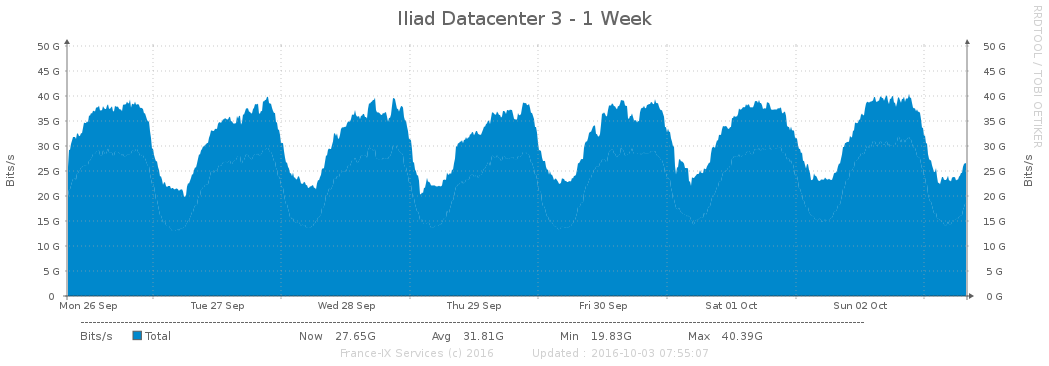 Iliad Datacenter 3 - 1 Week
RRDTOOL / TOBI OETIKER
50 G 50 G
45 G 45 G
40 G 40 G
35 G 35 G
30 G 30 G
25 G 25 G
20 G 20 G
15 G 15 G
10 G 10 G
5 G 5 G
0 0 G
Bits/s
Bits/s
Mon 26 Sep Tue 27 Sep Wed 28 Sep Thu 29 Sep Fri 30 Sep Sat 01 Oct Sun 02 Oct
Bits/s Total Now 27.65G Avg 31.81G Min 19.83G Max 40.39G
France-IX Services (c) 2016 Updated : 2016-10-03 07:55:07